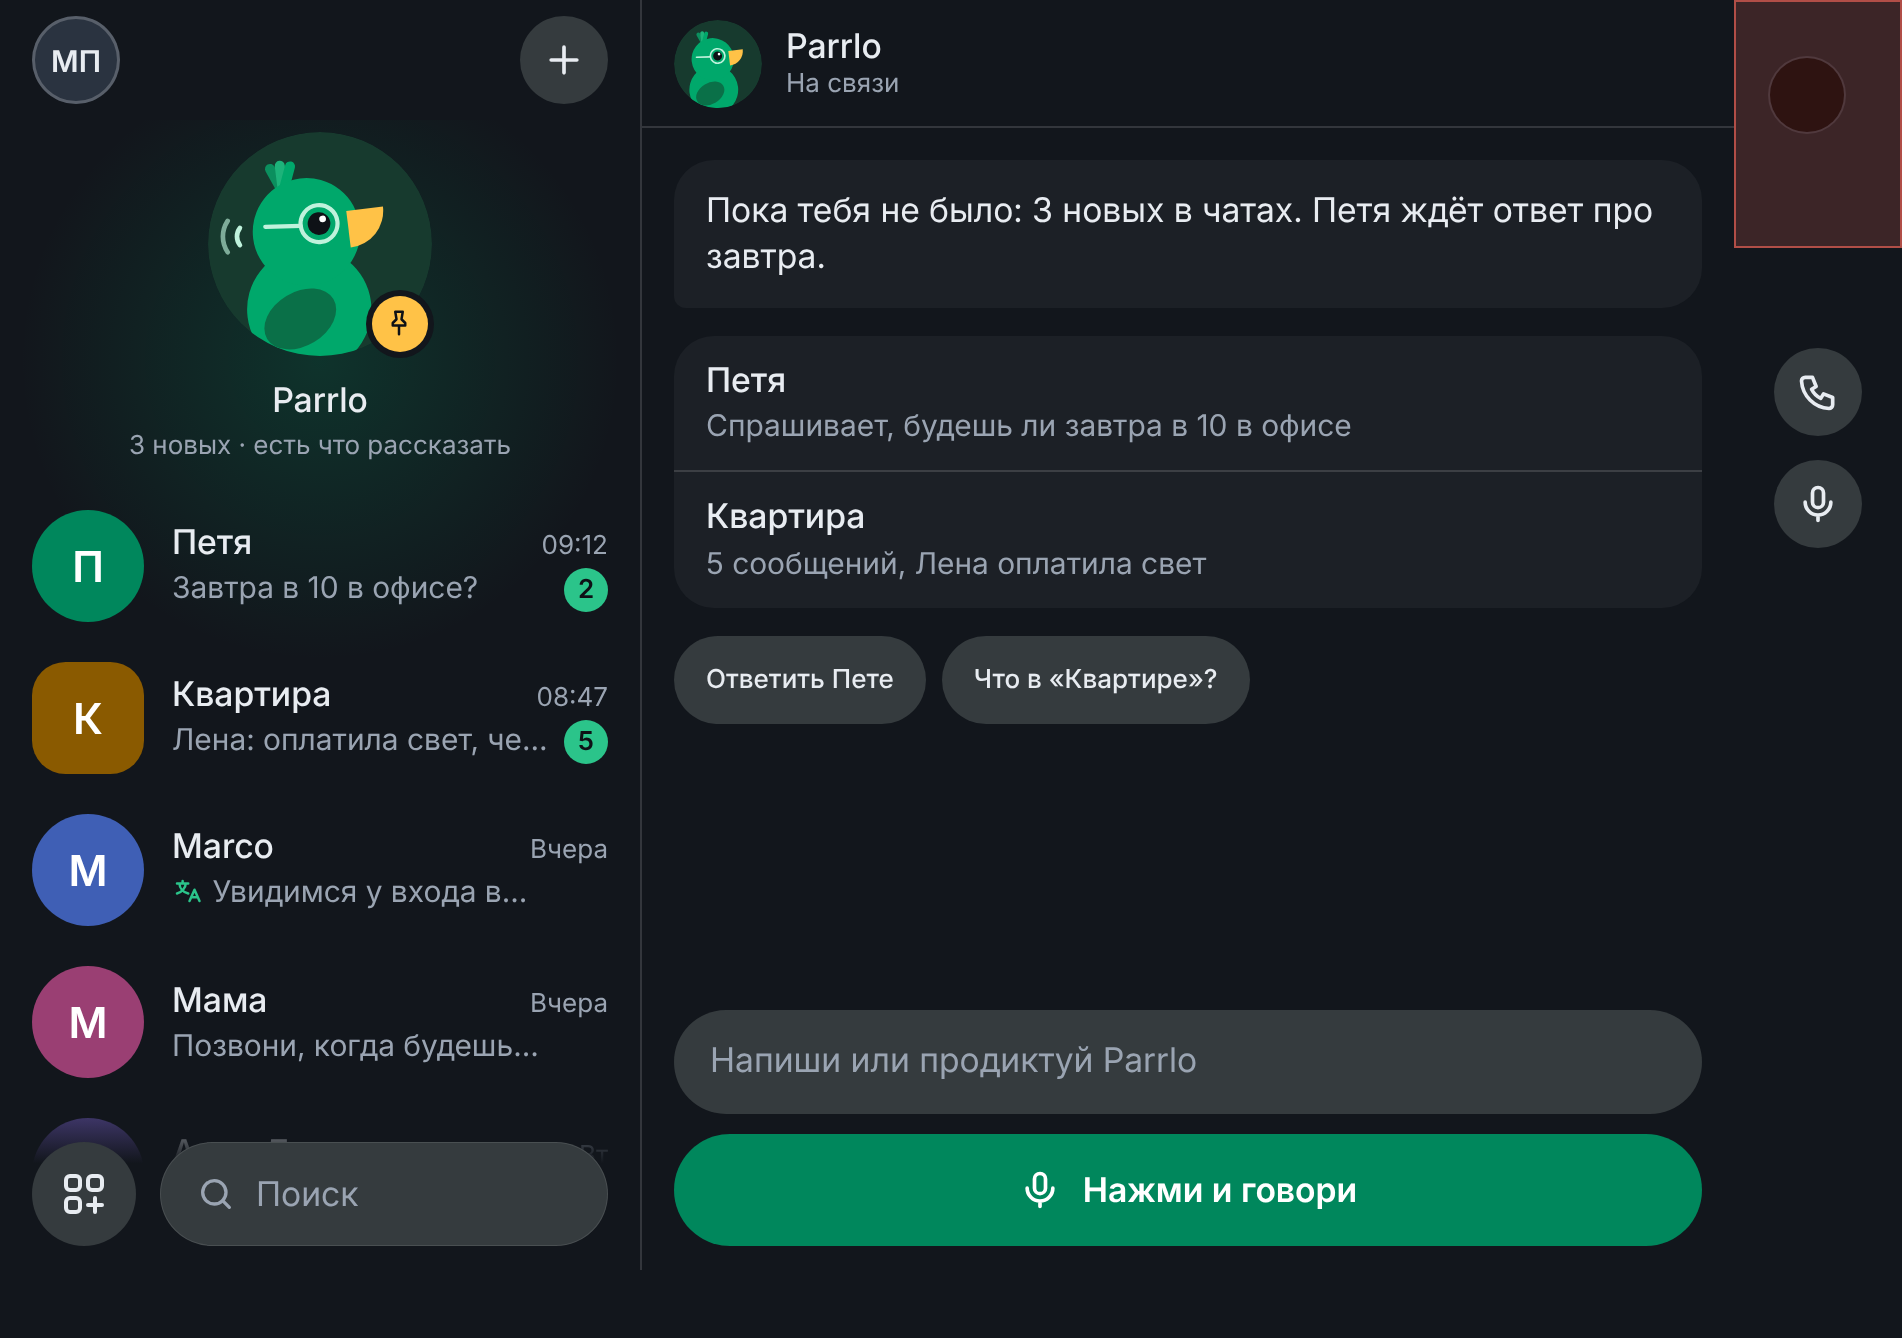 МП
Parrlo
3 новых · есть что рассказать
П
Петя
09:12
Завтра в 10 в офисе?
2
К
Квартира
08:47
Лена: оплатила свет, че...
5
M
Marco
Вчера
Увидимся у входа в...
М
Мама
Вчера
Позвони, когда будешь...
Вт
Поиск
Parrlo
На связи
Пока тебя не было: 3 новых в чатах. Петя ждёт ответ про
завтра.
Петя
Спрашивает, будешь ли завтра в 10 в офисе
Квартира
5 сообщений, Лена оплатила свет
Ответить Пете
Что в «Квартире»?
Напиши или продиктуй Parrlo
Нажми и говори